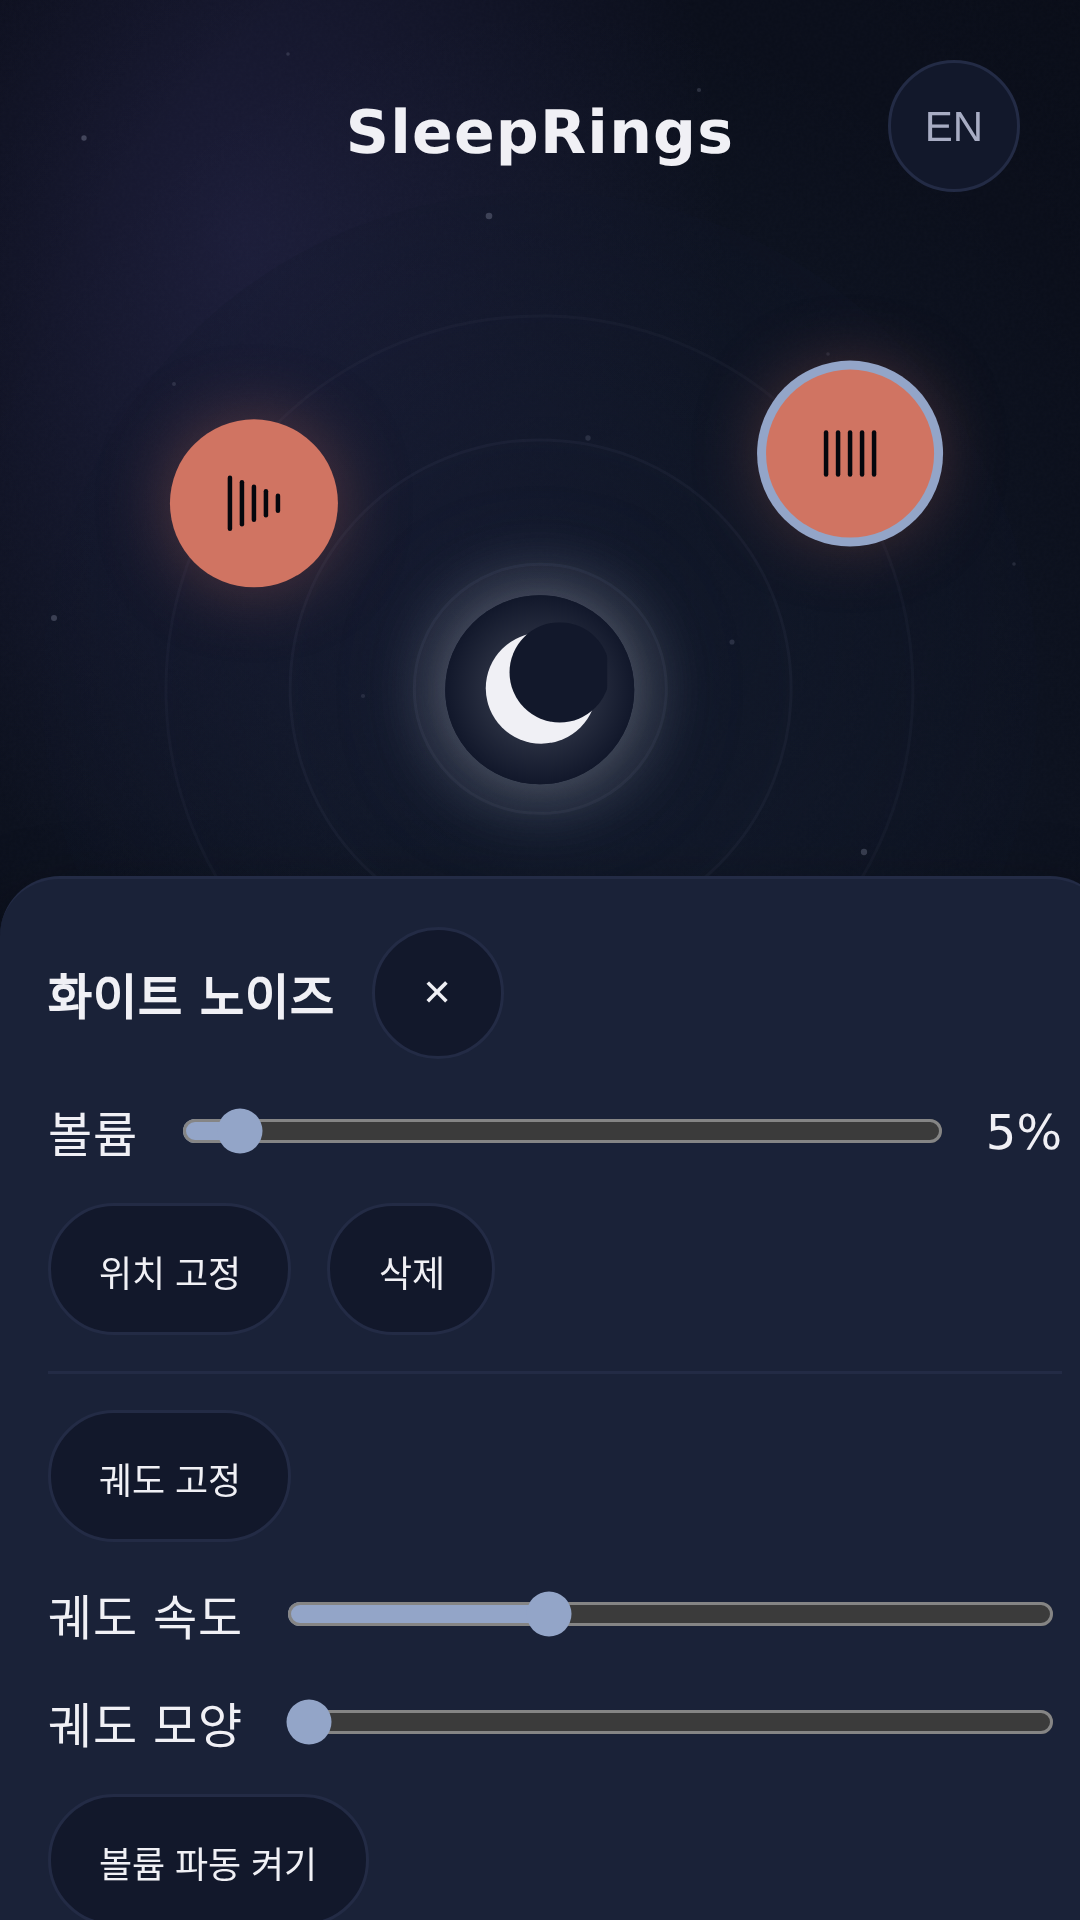 SleepRings
EN
화이트 노이즈
×
볼륨
5%
위치 고정
삭제
궤도 고정
궤도 속도
궤도 모양
볼륨 파동 켜기